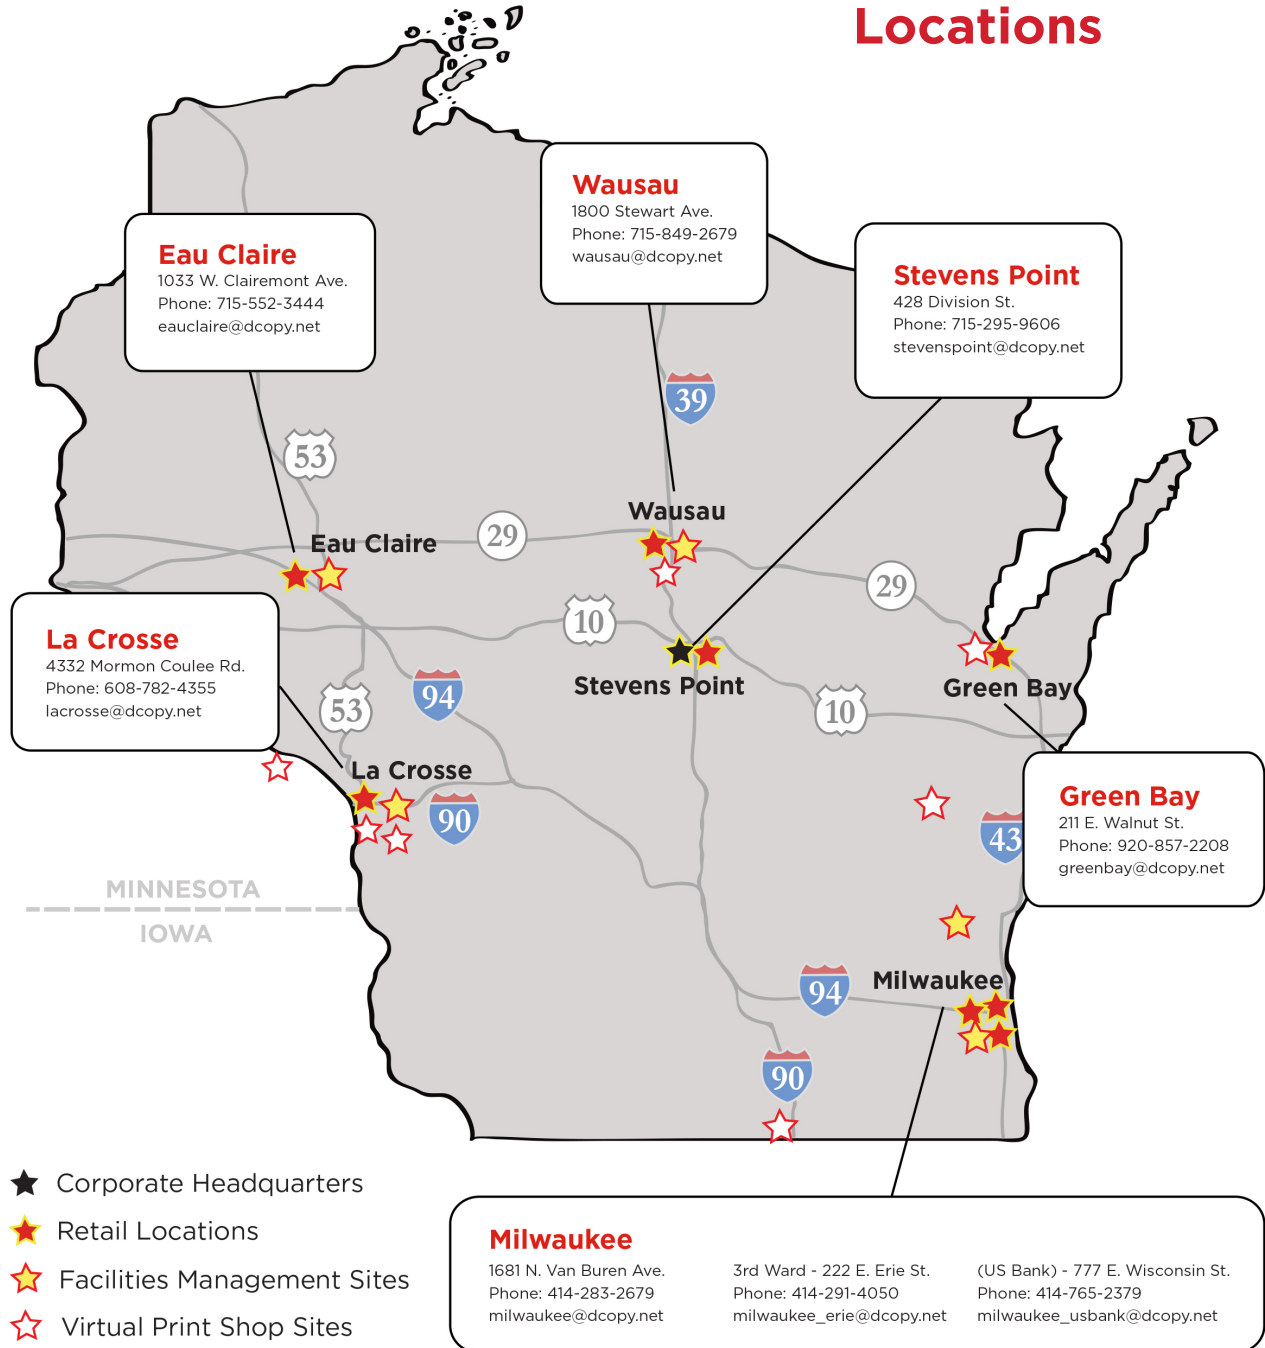 Locations
Wausau
1800 Stewart Ave.
Phone: 715-849-2679
wausau@dcopy.net
Eau Claire
1033 W. Clairemont Ave.
Phone: 715-552-3444
eauclaire@dcopy.net
Stevens Point
428 Division St.
Phone: 715-295-9606
stevenspoint@dcopy.net
39
53
Wausau
29
Eau Claire
29
10
La Crosse
4332 Mormon Coulee Rd.
Phone: 608-782-4355
lacrosse@dcopy.net
Stevens Point
Green Bay
94
53
10
La Crosse
90
Green Bay
211 E. Walnut St.
Phone: 920-857-2208
greenbay@dcopy.net
43
MINNESOTA
IOWA
Milwaukee
94
90
Corporate Headquarters
Retail Locations
Facilities Management Sites
Virtual Print Shop Sites
Milwaukee
1681 N. Van Buren Ave.
Phone: 414-283-2679
milwaukee@dcopy.net
3rd Ward - 222 E. Erie St.
Phone: 414-291-4050
milwaukee_erie@dcopy.net
(US Bank) - 777 E. Wisconsin St.
Phone: 414-765-2379
milwaukee_usbank@dcopy.net